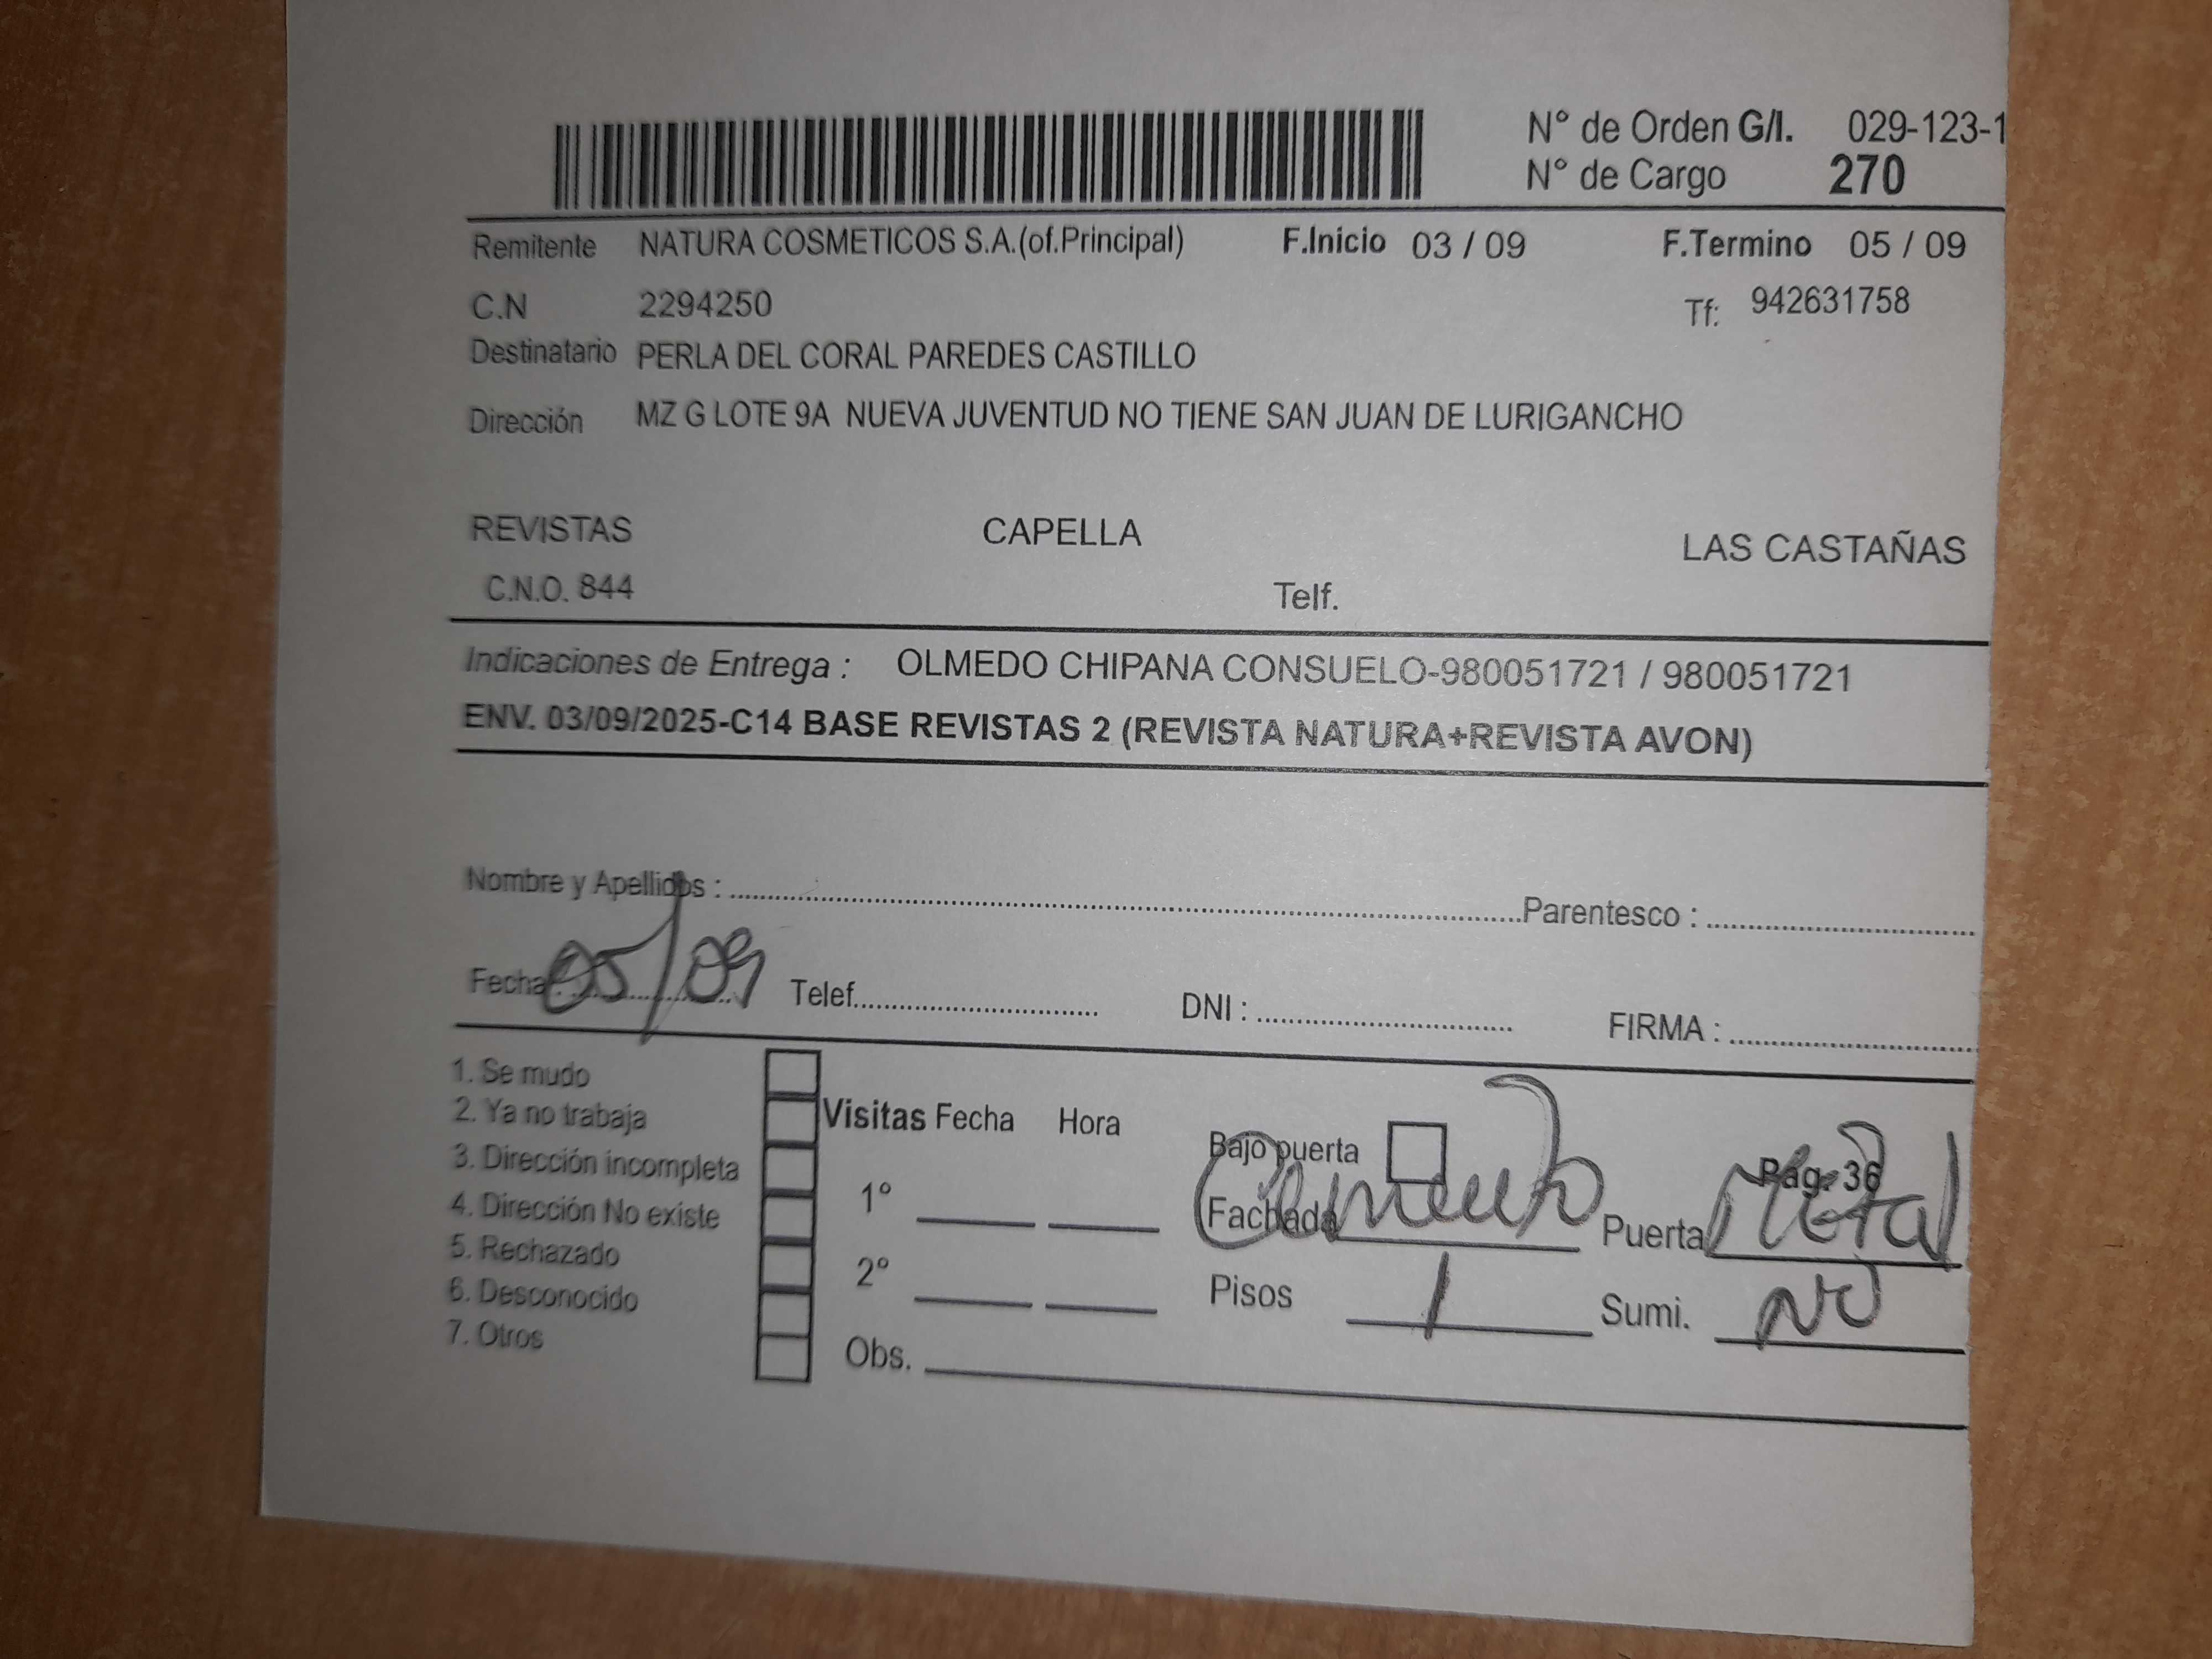 N° de Orden G/I. 029-123-1
N° de Cargo 270
Remitente NATURA COSMETICOS S.A.(of.Principal) F.Inicio 03 / 09 F.Termino 05 / 09
C.N 2294250 Tf: 942631758
Destinatario PERLA DEL CORAL PAREDES CASTILLO
Dirección MZ G LOTE 9A NUEVA JUVENTUD NO TIENE SAN JUAN DE LURIGANCHO
REVISTAS CAPELLA LAS CASTAÑAS
C.N.O. 844 Telf.
Indicaciones de Entrega : OLMEDO CHIPANA CONSUELO-980051721 / 980051721
ENV. 03/09/2025-C14 BASE REVISTAS 2 (REVISTA NATURA+REVISTA AVON)
Nombre y Apellidos : Parentesco :
Fecha : 05/09 Telef. DNI : FIRMA :
1. Se mudo
2. Ya no trabaja Visitas Fecha Hora Bajo puerta Pag. 36
3. Dirección incompleta
4. Dirección No existe 1° Fachada Cemento Puerta Metal
5. Rechazado
6. Desconocido 2° Pisos 1 Sumi. NO
7. Otros Obs.